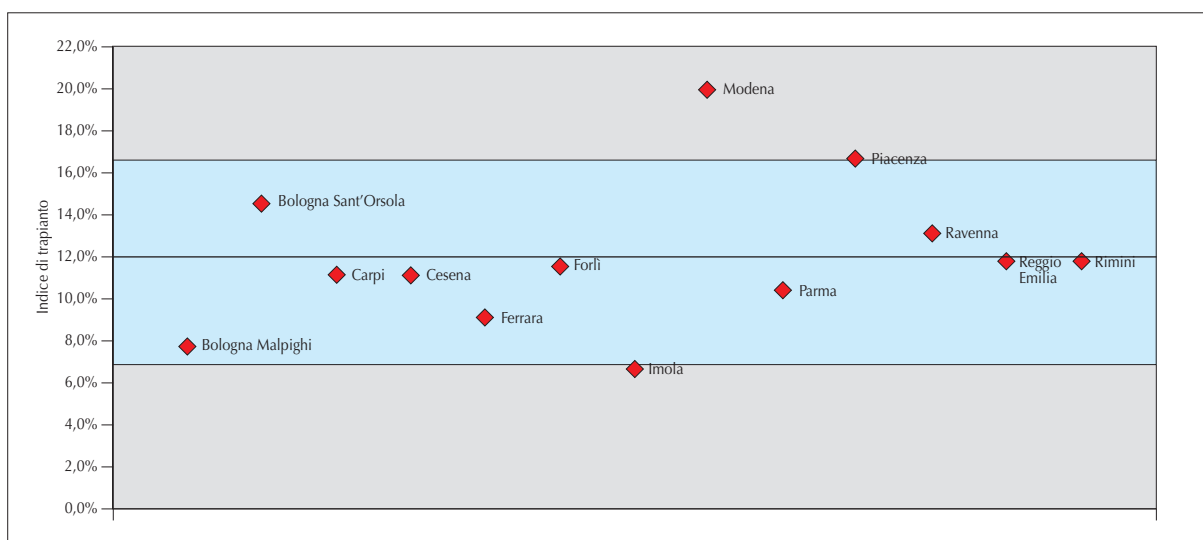 22,0%
20,0%
18,0%
16,0%
14,0%
12,0%
10,0%
8,0%
6,0%
4,0%
2,0%
0,0%
Indice di trapianto
Modena
Piacenza
Bologna Sant’Orsola
Ravenna
Reggio
Emilia
Rimini
Forlì
Carpi
Cesena
Parma
Ferrara
Bologna Malpighi
Imola